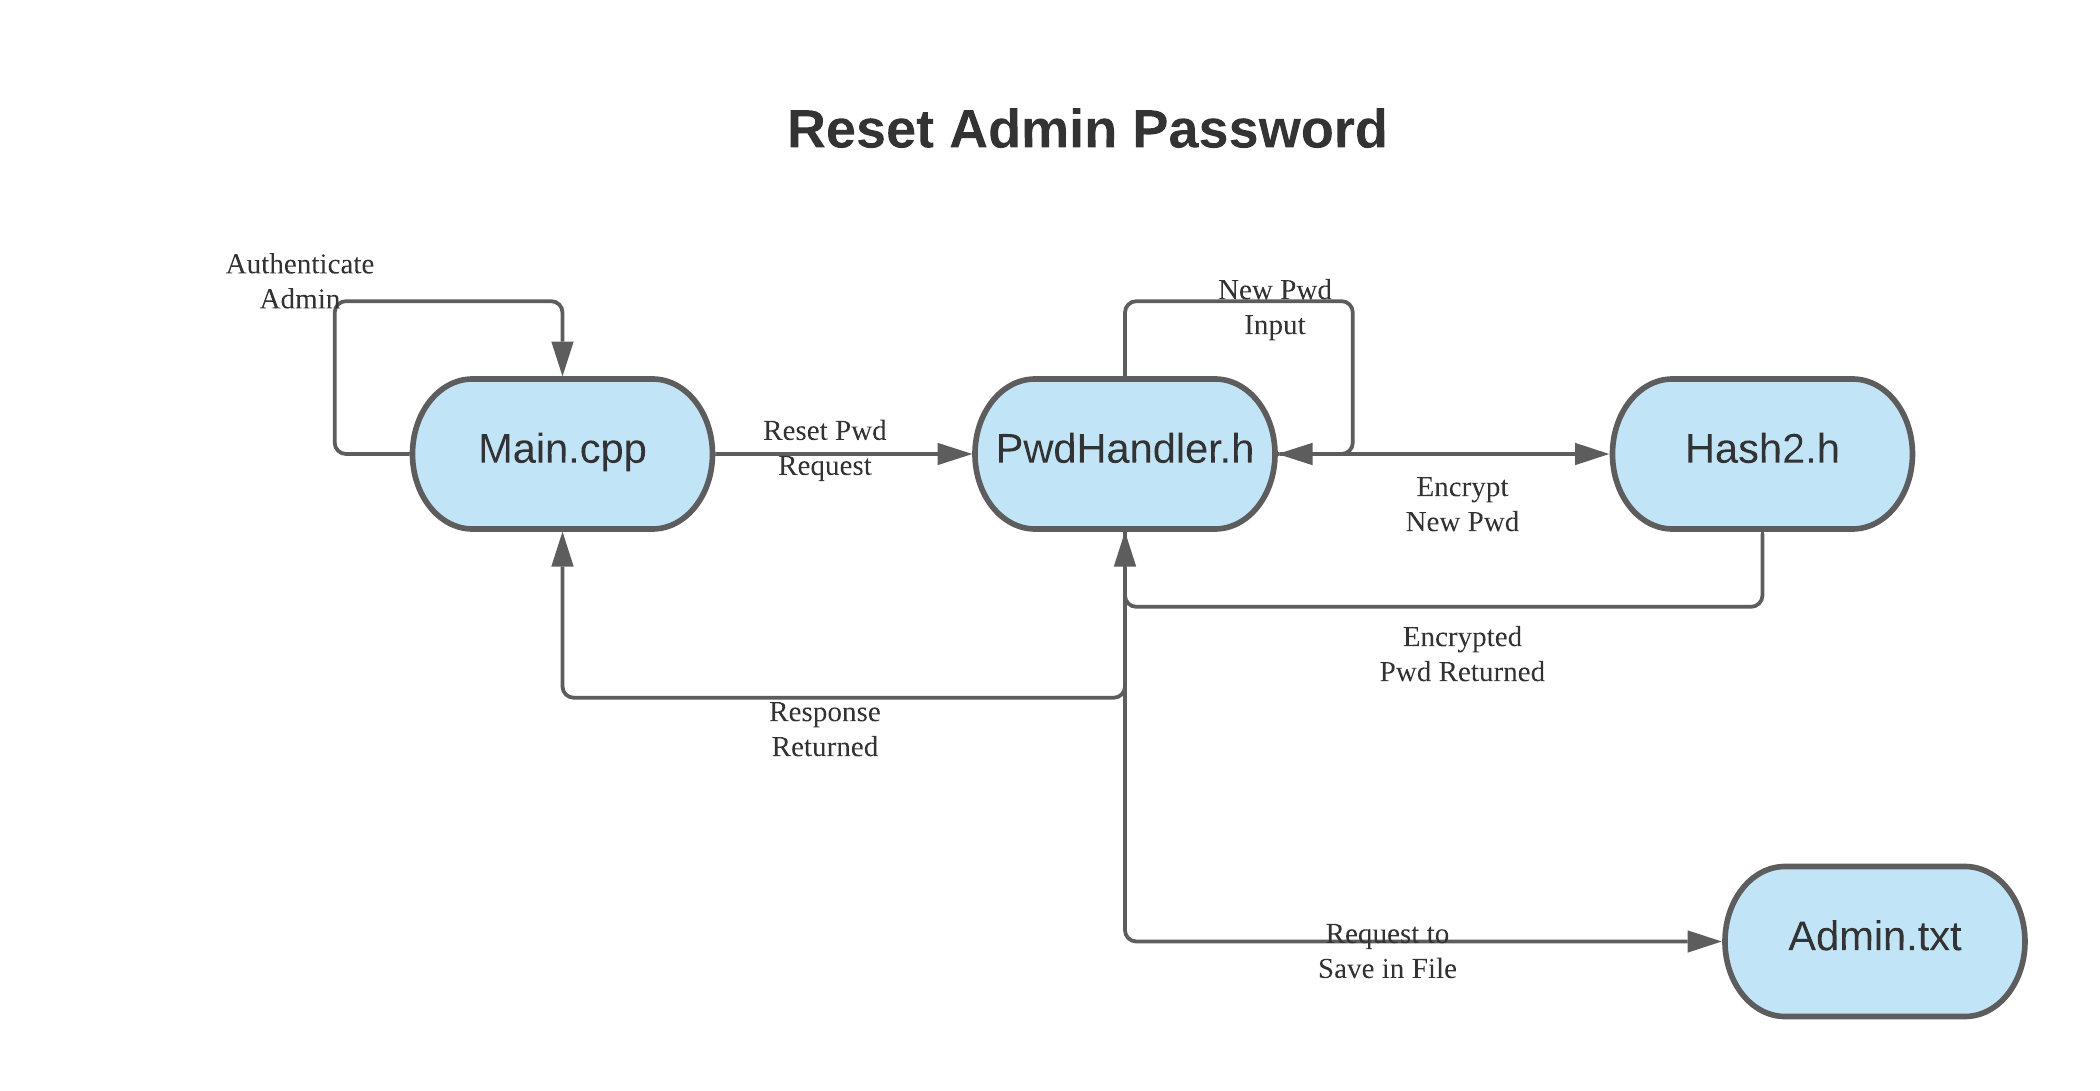 Reset Admin Password
Authenticate
Admin
New Pwd
Input
Main.cpp
Reset Pwd
Request
PwdHandler.h
Encrypt
New Pwd
Hash2.h
Encrypted
Pwd Returned
Response
Returned
Request to
Save in File
Admin.txt